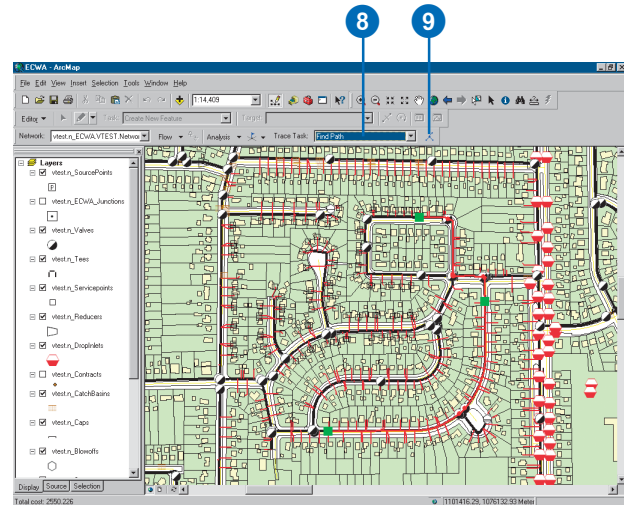 8 9
ECWA - ArcMap
File Edit View Insert Selection Tools Window Help
1:14,409
Editor Task: Create New Feature Target:
Network: vtest.n_ECWA.VTEST.Networ Flow Analysis Trace Task: Find Path
Layers
vtest.n_SourcePoints
vtest.n_ECWA_Junctions
vtest.n_Valves
vtest.n_Tees
vtest.n_Servicepoints
vtest.n_Reducers
vtest.n_DropInlets
vtest.n_Contracts
vtest.n_CatchBasins
vtest.n_Caps
vtest.n_Blowoffs
Display Source Selection
Total cost: 2550.226 1101416.29, 1076132.93 Meter